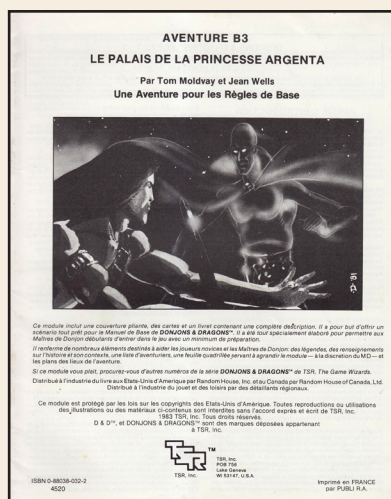 AVENTURE B3
LE PALAIS DE LA PRINCESSE ARGENTA
Par Tom Moldvay et Jean Wells
Une Aventure pour les Règles de Base
Ce module inclut une couverture pliante, des cartes et un livret contenant une complète description. Il a pour but d'offrir un
scénario tout prêt pour le Manuel de Base de DONJONS & DRAGONS™. Il a été tout spécialement élaboré pour permettre aux
Maîtres de Donjon débutants d'entrer dans le jeu avec un minimum de préparation.
Il renferme de nombreux éléments destinés à aider les joueurs novices et les Maîtres de Donjon: des légendes, des renseignements
sur l'histoire et son contexte, une liste d'aventuriers, une feuille quadrillée servant à agrandir le module — à la discrétion du MD — et
les plans des lieux de l'aventure.
Si ce module vous plait, procurez-vous d'autres numéros de la série DONJONS & DRAGONS™ de TSR, The Game Wizards.
Distribué à l'industrie du livre aux Etats-Unis d'Amérique par Random House, Inc. et au Canada par Random House of Canada, Ltd.
Distribué à l'Industrie du jouet et des loisirs par des détaillants régionaux.
Ce module est protégé par les lois sur les copyrights des Etats-Unis d'Amérique. Toutes reproductions ou utilisations
des illustrations ou des matériaux ci-contenus sont interdites sans l'accord exprès et écrit de TSR, Inc.
1983 TSR, Inc. Tous droits réservés.
D & D™, et DONJONS & DRAGONS™ sont des marques déposées appartenant
à TSR, Inc.
TSR, Inc.
™
TSR, Inc.
POB 756
Lake Geneva
WI 53147, U.S.A.
ISBN 0-88038-032-2
4520
Imprimé en FRANCE
par PUBLI R.A.